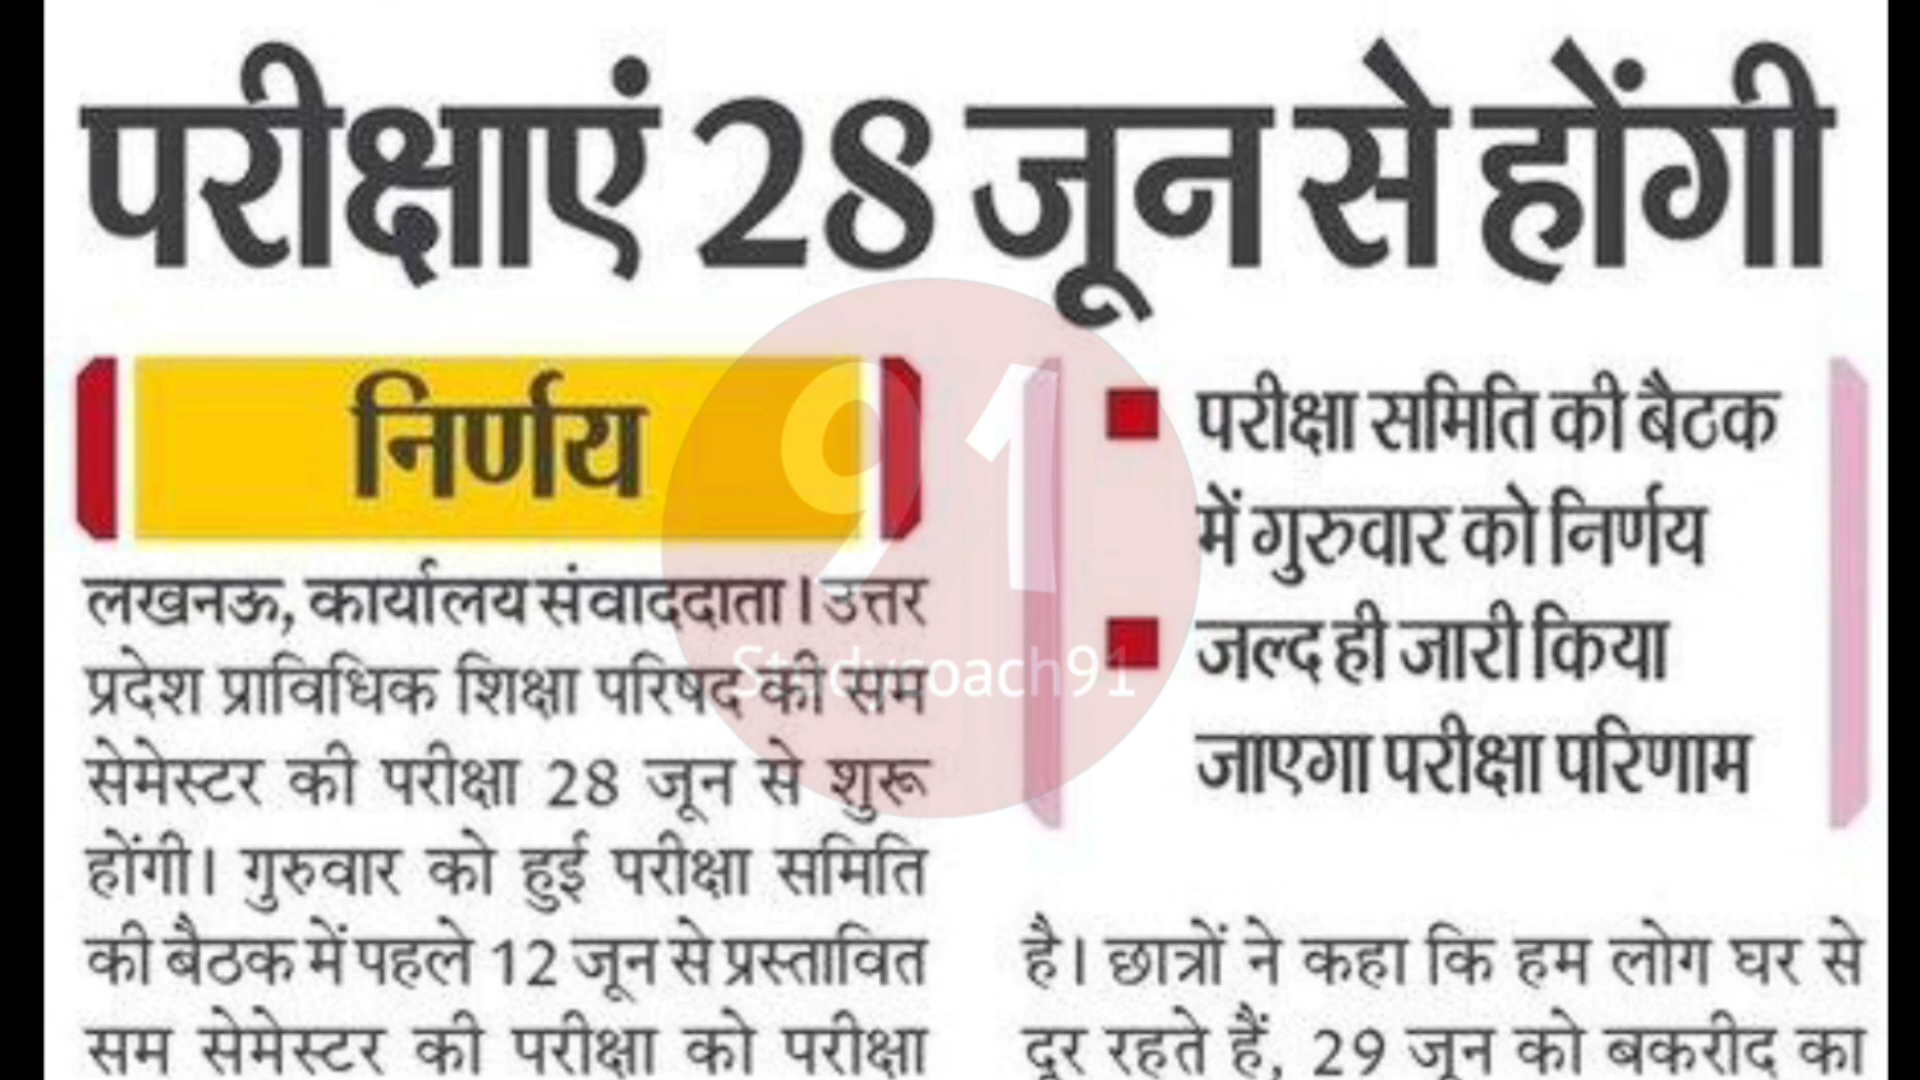 परीक्षाएं 28 जून से होंगी
निर्णय
लखनऊ, कार्यालय संवाददाता। उत्तर
प्रदेश प्राविधिक शिक्षा परिषद की सम
सेमेस्टर की परीक्षा 28 जून से शुरू
होंगी। गुरुवार को हुई परीक्षा समिति
की बैठक में पहले 12 जून से प्रस्तावित
सम सेमेस्टर की परीक्षा को परीक्षा
परीक्षा समिति की बैठक
में गुरुवार को निर्णय
जल्द ही जारी किया
जाएगा परीक्षा परिणाम
है। छात्रों ने कहा कि हम लोग घर से
दूर रहते हैं, 29 जून को बकरीद का
91
Studycoach91